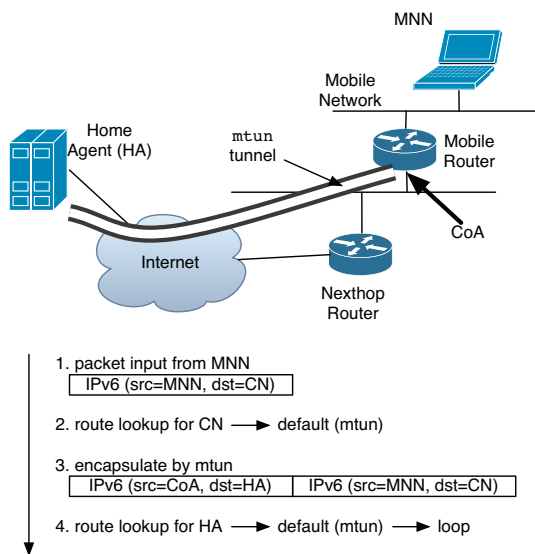 MNN
Mobile
Network
Home
Agent (HA)
mtun
tunnel
Mobile
Router
CoA
Internet
Nexthop
Router
1. packet input from MNN
IPv6 (src=MNN, dst=CN)
2. route lookup for CN default (mtun)
3. encapsulate by mtun
IPv6 (src=CoA, dst=HA) IPv6 (src=MNN, dst=CN)
4. route lookup for HA default (mtun) loop